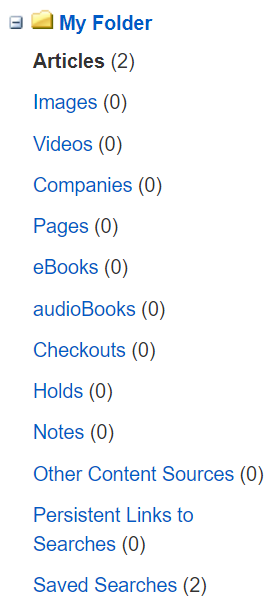 My Folder
Articles (2)
Images (0)
Videos (0)
Companies (0)
Pages (0)
eBooks (0)
audioBooks (0)
Checkouts (0)
Holds (0)
Notes (0)
Other Content Sources (0)
Persistent Links to
Searches (0)
Saved Searches (2)